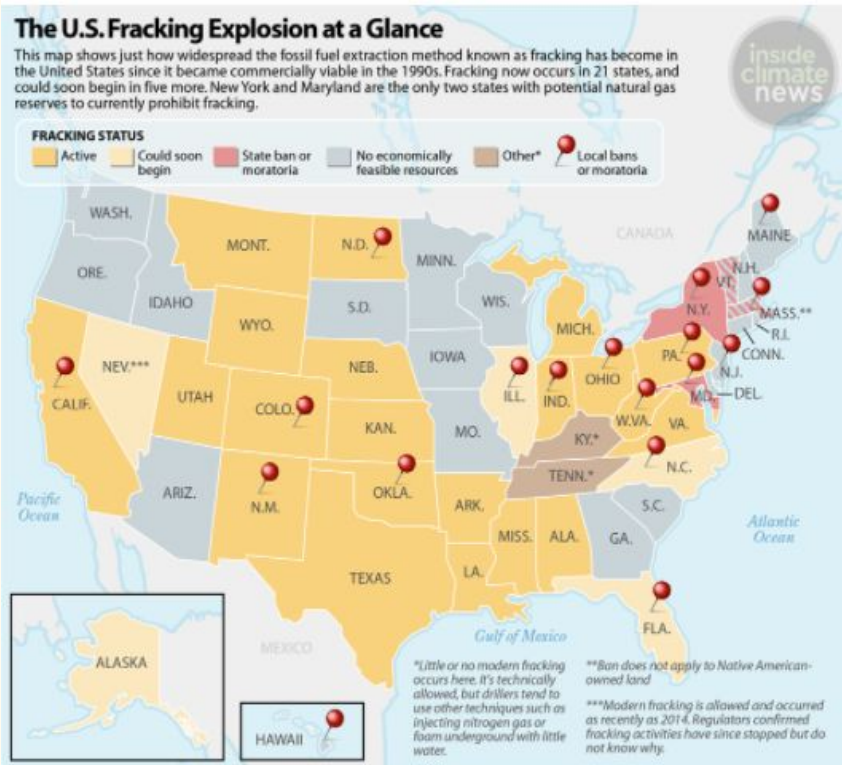 The U.S. Fracking Explosion at a Glance
This map shows just how widespread the fossil fuel extraction method known as fracking has become in
the United States since it became commercially viable in the 1990s. Fracking now occurs in 21 states, and
could soon begin in five more. New York and Maryland are the only two states with potential natural gas
reserves to currently prohibit fracking.
inside
climate
news
FRACKING STATUS
Active
Could soon
begin
State ban or
moratoria
No economically
feasible resources
Other*
Local bans
or moratoria
CANADA
WASH.
MONT.
N.D.
MINN.
MAINE
ORE.
IDAHO
WYO.
S.D.
WIS.
MICH.
N.Y.
VT.
N.H.
MASS.**
R.I.
CONN.
NEV.***
UTAH
CALIF.
COLO.
NEB.
IOWA
ILL.
IND.
OHIO
PA.
N.J.
MD.
DEL.
KAN.
MO.
KY.*
W.VA.
VA.
ARIZ.
N.M.
OKLA.
ARK.
TENN.*
N.C.
S.C.
Pacific
Ocean
Atlantic
Ocean
TEXAS
LA.
MISS.
ALA.
GA.
FLA.
MEXICO
Gulf of Mexico
ALASKA
HAWAII
*Little or no modern fracking
occurs here. It's technically
allowed, but drillers tend to
use other techniques such as
injecting nitrogen gas or
foam underground with little
water.
**Ban does not apply to Native American-
owned land
***Modern fracking is allowed and occurred
as recently as 2014. Regulators confirmed
fracking activities have since stopped but do
not know why.